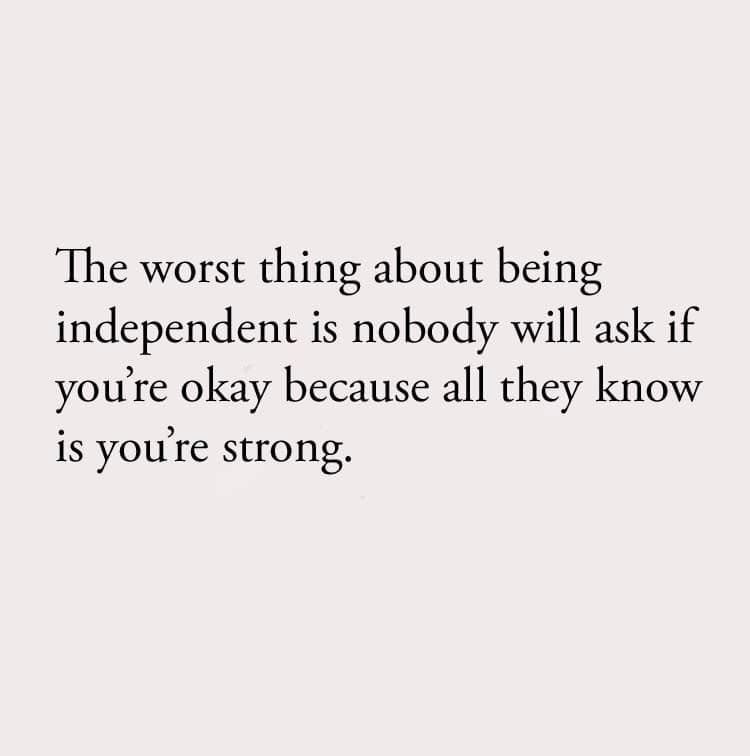 The worst thing about being
independent is nobody will ask if
you’re okay because all they know
is you’re strong.